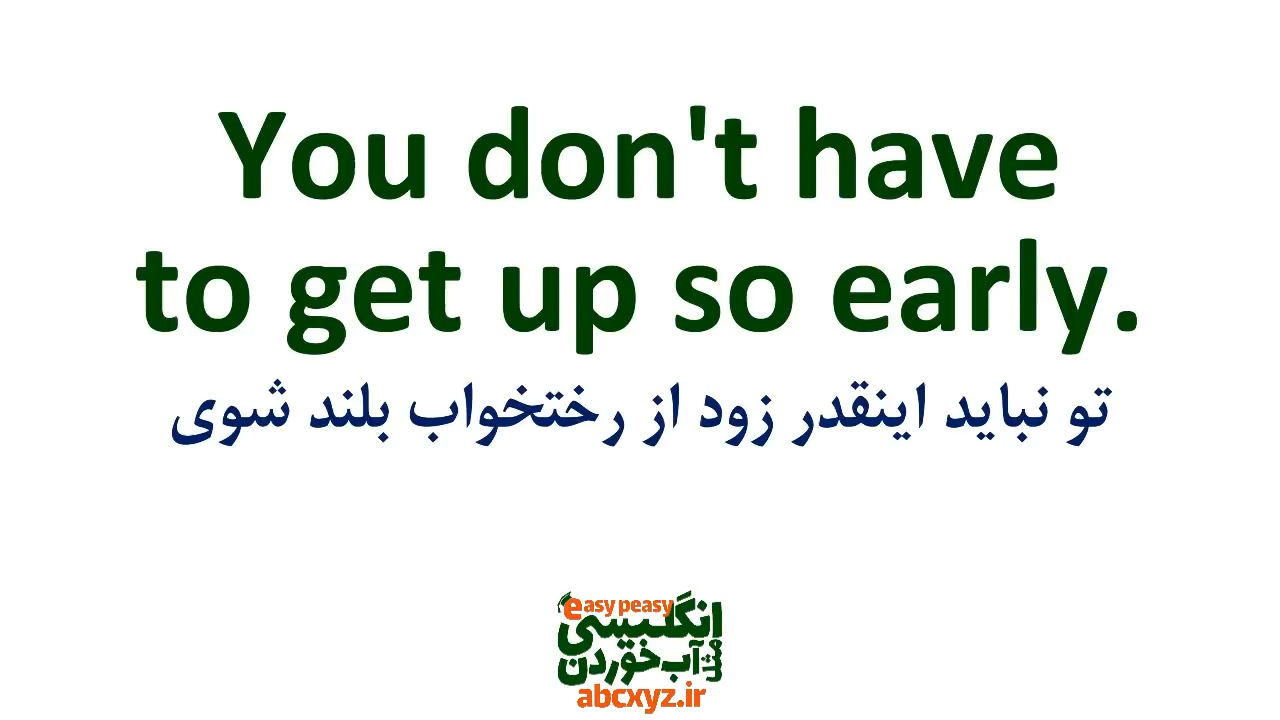 You don't have
to get up so early.
تو نباید اینقدر زود از رختخواب بلند شوی
easy peasy
انگلیسی
مثل آب خوردن
abcxyz.ir